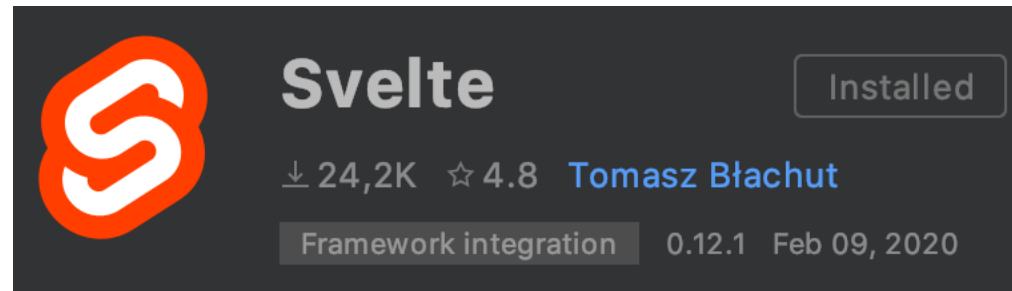 Svelte
Installed
24,2K 4.8 Tomasz Błachut
Framework integration 0.12.1 Feb 09, 2020